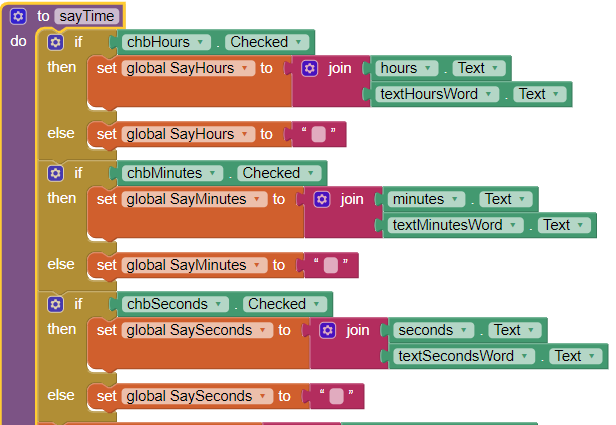 to sayTime
do if chbHours . Checked
then set global SayHours to join hours . Text
textHoursWord . Text
else set global SayHours to “ ”
if chbMinutes . Checked
then set global SayMinutes to join minutes . Text
textMinutesWord . Text
else set global SayMinutes to “ ”
if chbSeconds . Checked
then set global SaySeconds to join seconds . Text
textSecondsWord . Text
else set global SaySeconds to “ ”